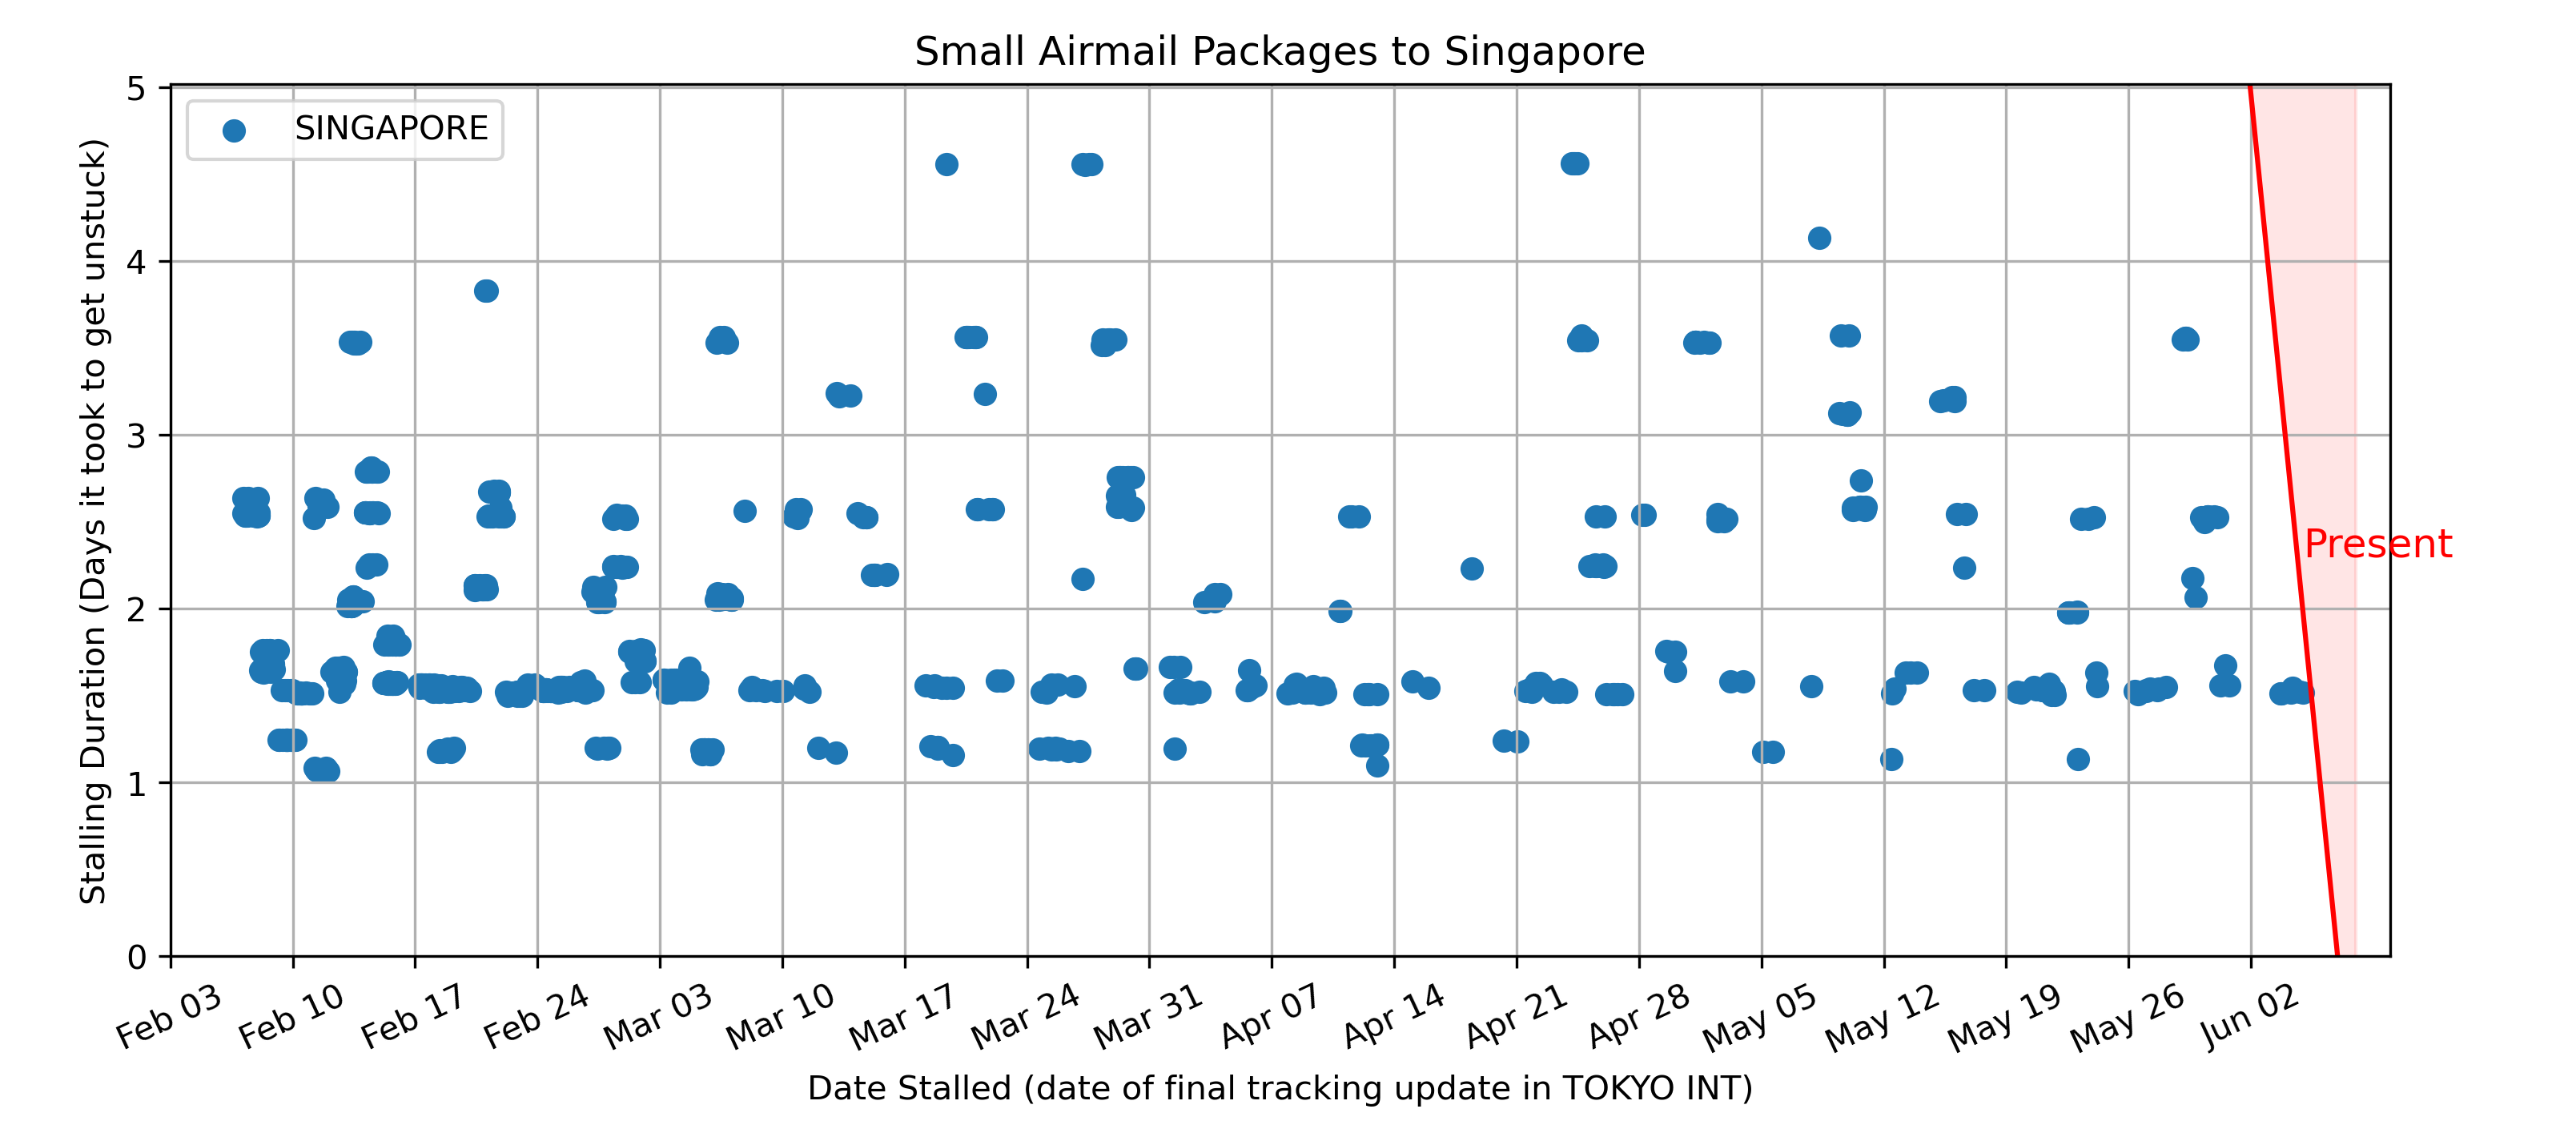 Small Airmail Packages to Singapore
SINGAPORE
Stalling Duration (Days it took to get unstuck)
5
4
3
2
1
0
Present
Feb 03
Feb 10
Feb 17
Feb 24
Mar 03
Mar 10
Mar 17
Mar 24
Mar 31
Apr 07
Apr 14
Apr 21
Apr 28
May 05
May 12
May 19
May 26
Jun 02
Date Stalled (date of final tracking update in TOKYO INT)